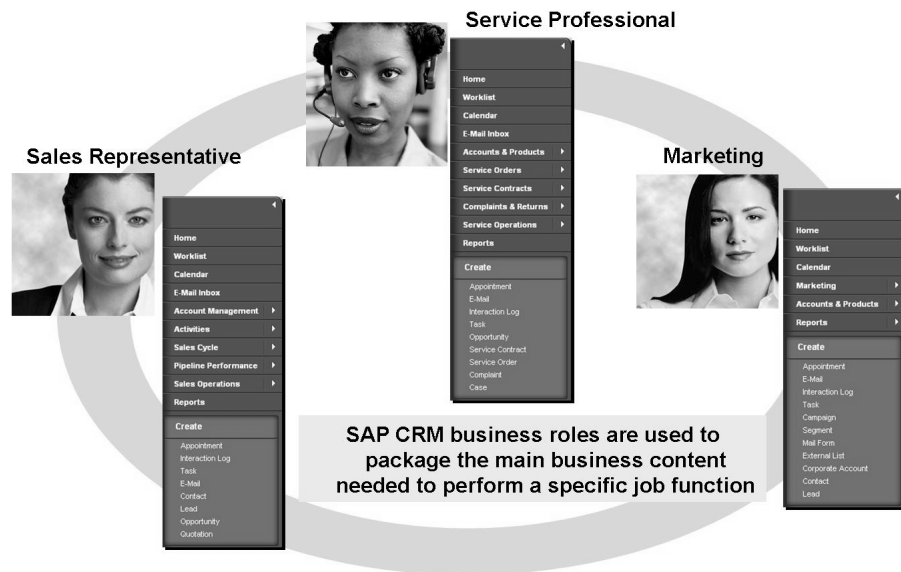 Service Professional
Home
Worklist
Calendar
E-Mail Inbox
Accounts & Products
Service Orders
Service Contracts
Complaints & Returns
Service Operations
Reports
Create
Appointment
E-Mail
Interaction Log
Task
Opportunity
Service Contract
Service Order
Complaint
Case
Sales Representative
Home
Worklist
Calendar
E-Mail Inbox
Account Management
Activities
Sales Cycle
Pipeline Performance
Sales Operations
Reports
Create
Appointment
Interaction Log
Task
E-Mail
Contact
Lead
Opportunity
Quotation
Marketing
Home
Worklist
Calendar
Marketing
Accounts & Products
Reports
Create
Appointment
E-Mail
Interaction Log
Task
Campaign
Segment
Mail Form
External List
Corporate Account
Contact
Lead
SAP CRM business roles are used to
package the main business content
needed to perform a specific job function